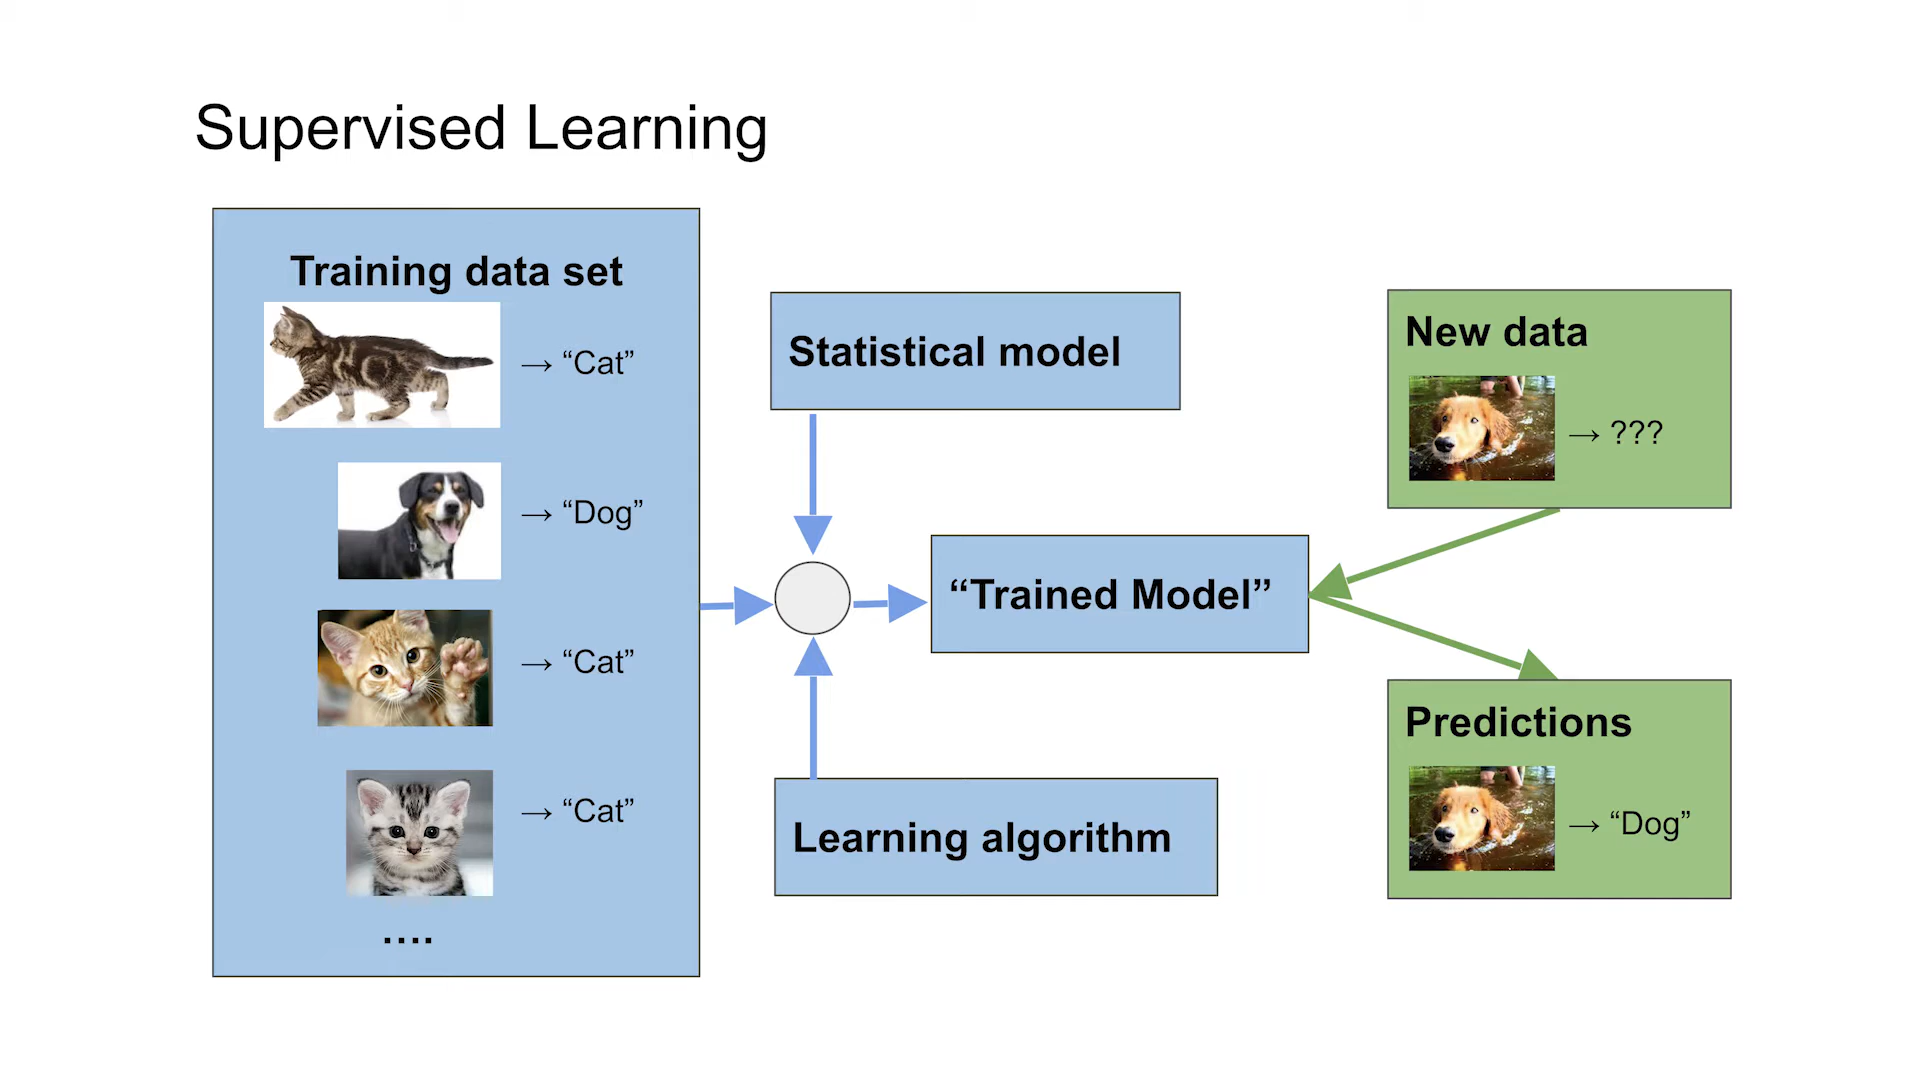 Supervised Learning
Training data set
→ “Cat”
→ “Dog”
→ “Cat”
→ “Cat”
....
Statistical model
“Trained Model”
Learning algorithm
New data
→ ???
Predictions
→ “Dog”